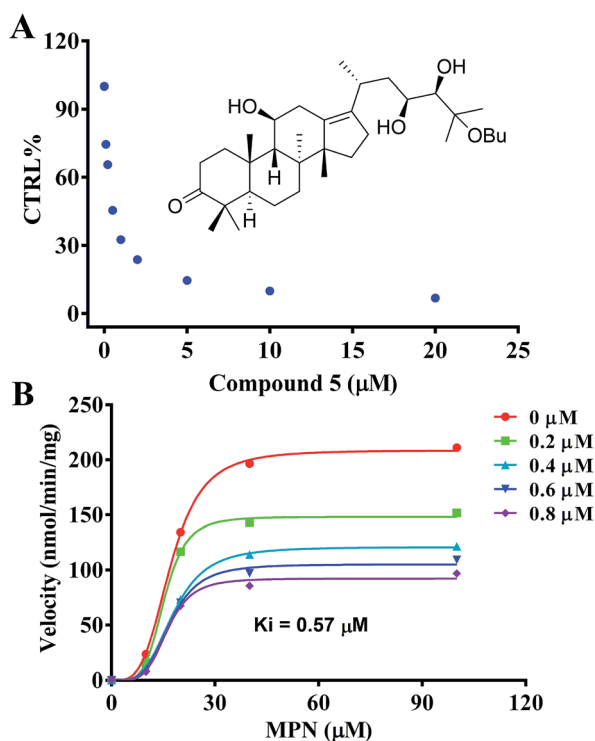 A
120
90
60
30
0
CTRL%
0 5 10 15 20 25
Compound 5 (μM)
OH
HO
HO
OBu
H
O
H
B
250
200
150
100
50
0
Velocity (nmol/min/mg)
0 μM
0.2 μM
0.4 μM
0.6 μM
0.8 μM
Ki = 0.57 μM
0 30 60 90 120
MPN (μM)